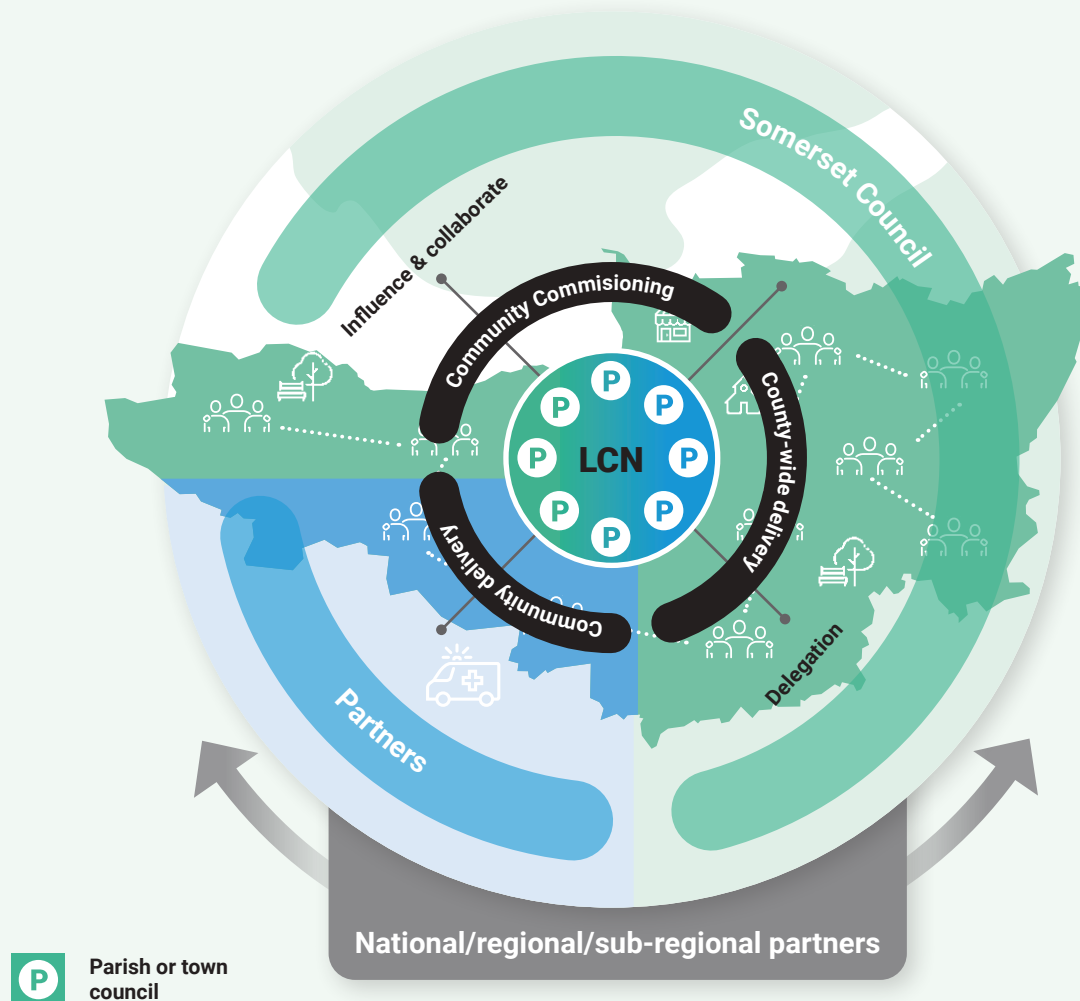 Somerset Council
Influence & collaborate
Community Commisioning
County-wide delivery
P
P
P
P
LCN
P
P
P
P
Community delivery
Delegation
Partners
National/regional/sub-regional partners
P
Parish or town
council